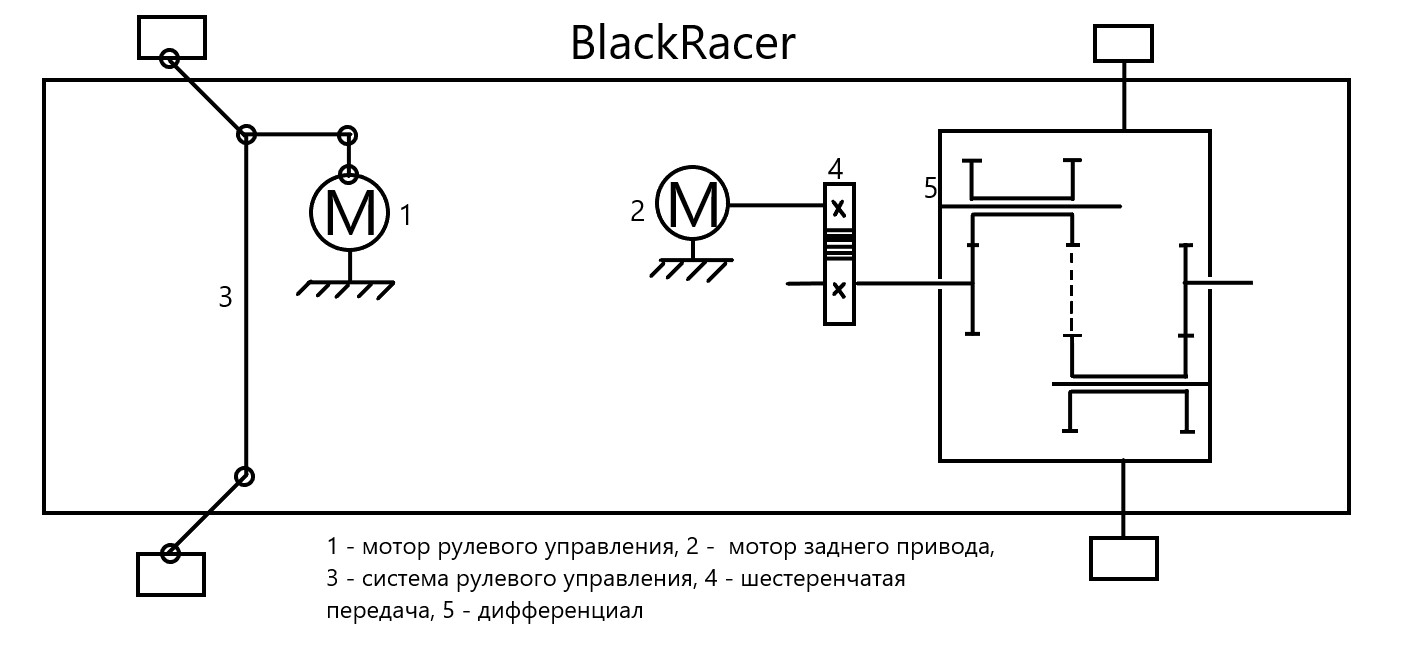 BlackRacer
4
5
М
М
2
1
3
1 - мотор рулевого управления, 2 - мотор заднего привода,
3 - система рулевого управления, 4 - шестеренчатая
передача, 5 - дифференциал